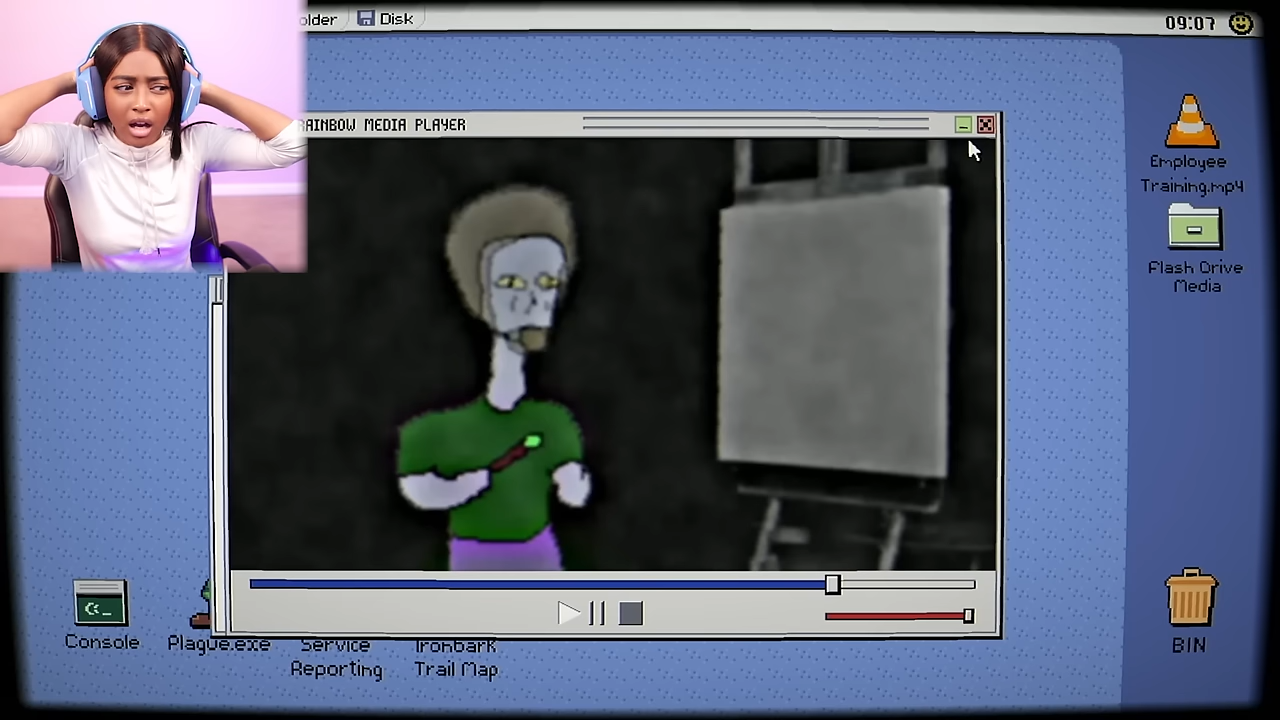 older
Disk
09:07
RAINBOW MEDIA PLAYER
Employee
Training.mp4
Flash Drive
Media
Console
Plague.exe
Service
Reporting
Ironbark
Trail Map
BIN